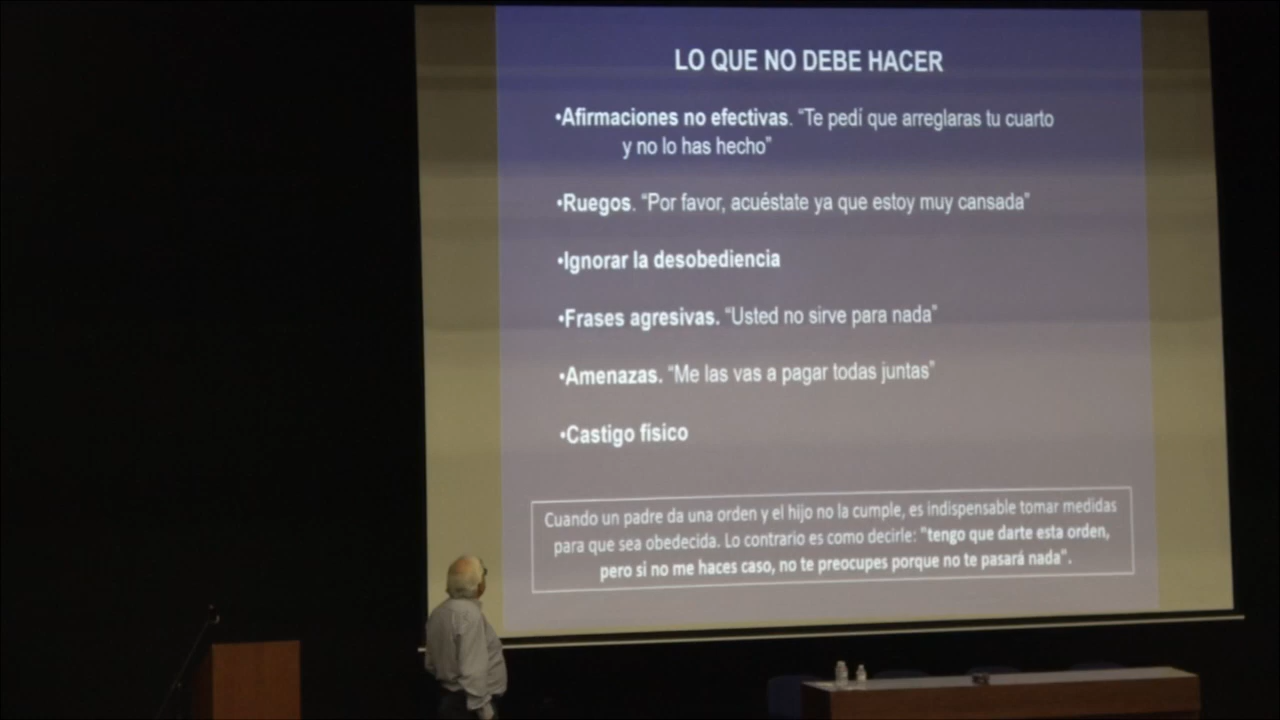 LO QUE NO DEBE HACER
•Afirmaciones no efectivas. “Te pedí que arreglaras tu cuarto
y no lo has hecho”
•Ruegos. “Por favor, acuéstate ya que estoy muy cansada”
•Ignorar la desobediencia
•Frases agresivas. “Usted no sirve para nada”
•Amenazas. “Me las vas a pagar todas juntas”
•Castigo físico
Cuando un padre da una orden y el hijo no la cumple, es indispensable tomar medidas
para que sea obedecida. Lo contrario es como decirle: "tengo que darte esta orden,
pero si no me haces caso, no te preocupes porque no te pasará nada".